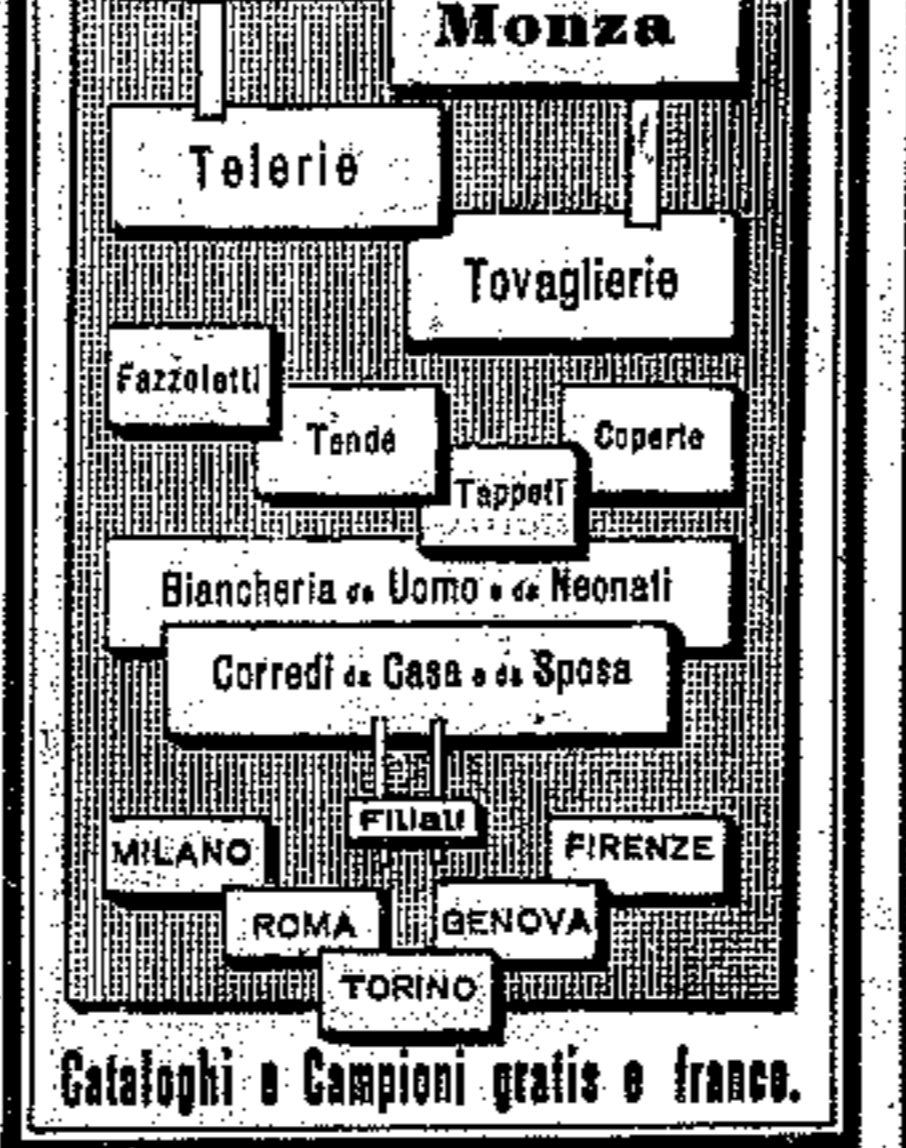 Monza
Telerie
Tovaglierie
Fazzoletti
Tende
Coperte
Tappeti
Biancheria da Uomo e da Neonati
Corredi da Casa e da Sposa
Filiali
MILANO
FIRENZE
ROMA
GENOVA
TORINO
Cataloghi e Campioni gratis e franco.